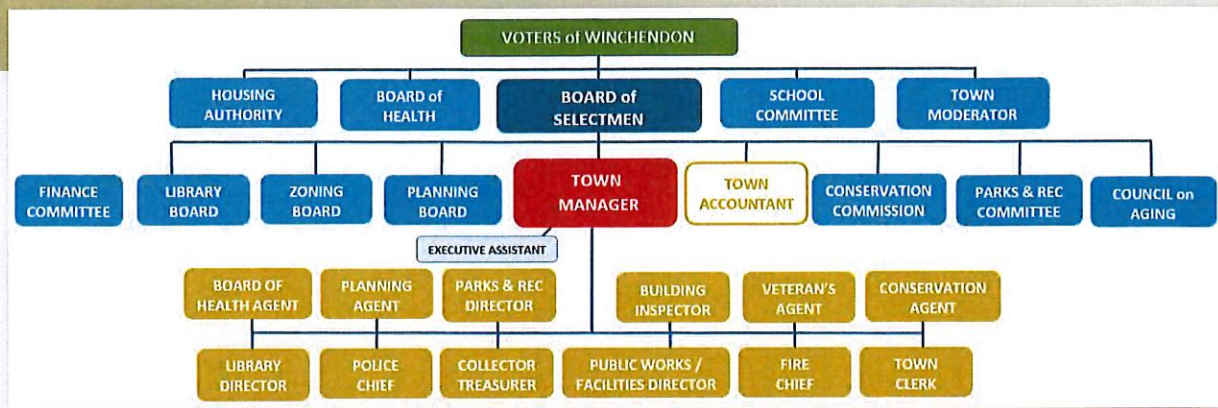 VOTERS of WINCHENDON
HOUSING
AUTHORITY
BOARD of
HEALTH
BOARD of
SELECTMEN
SCHOOL
COMMITTEE
TOWN
MODERATOR
FINANCE
COMMITTEE
LIBRARY
BOARD
ZONING
BOARD
PLANNING
BOARD
TOWN
MANAGER
TOWN
ACCOUNTANT
CONSERVATION
COMMISSION
PARKS & REC
COMMITTEE
COUNCIL on
AGING
EXECUTIVE ASSISTANT
BOARD OF
HEALTH AGENT
PLANNING
AGENT
PARKS & REC
DIRECTOR
BUILDING
INSPECTOR
VETERAN'S
AGENT
CONSERVATION
AGENT
LIBRARY
DIRECTOR
POLICE
CHIEF
COLLECTOR
TREASURER
PUBLIC WORKS /
FACILITIES DIRECTOR
FIRE
CHIEF
TOWN
CLERK